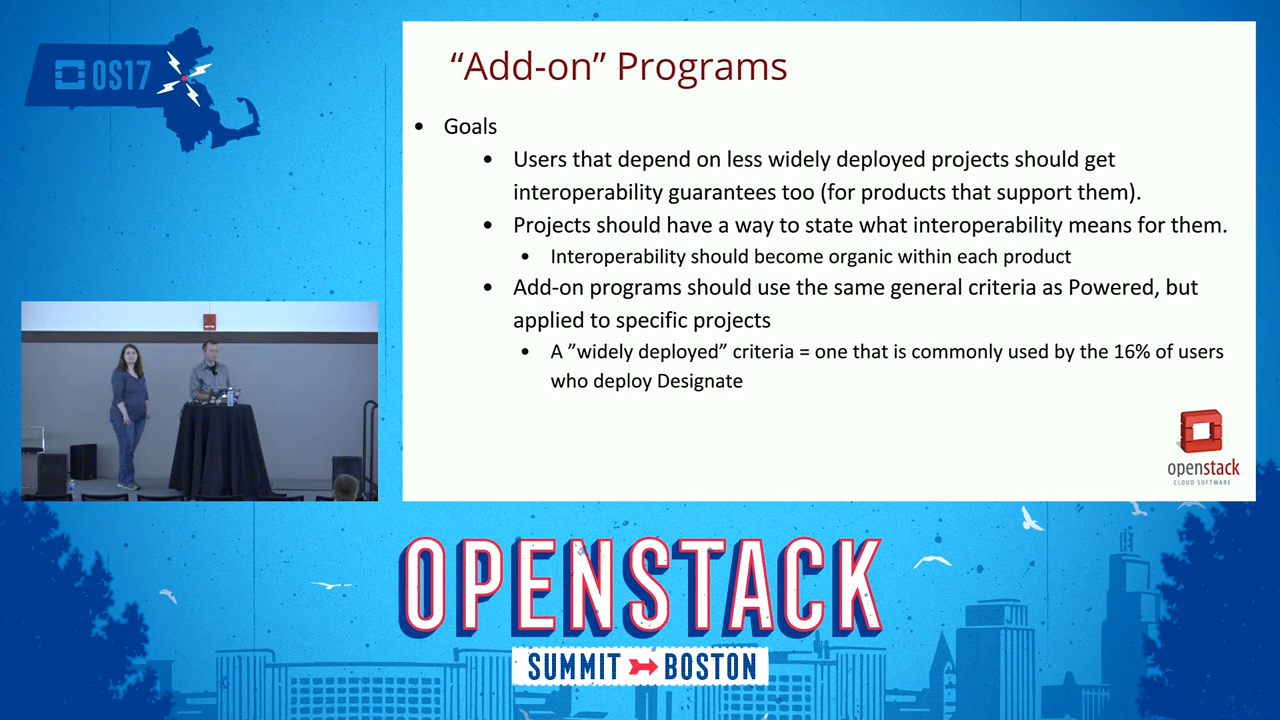 OS17
“Add-on” Programs
• Goals
• Users that depend on less widely deployed projects should get
interoperability guarantees too (for products that support them).
• Projects should have a way to state what interoperability means for them.
• Interoperability should become organic within each product
• Add-on programs should use the same general criteria as Powered, but
applied to specific projects
• A ”widely deployed” criteria = one that is commonly used by the 16% of users
who deploy Designate
openstack
CLOUD SOFTWARE
OPENSTACK
SUMMIT BOSTON